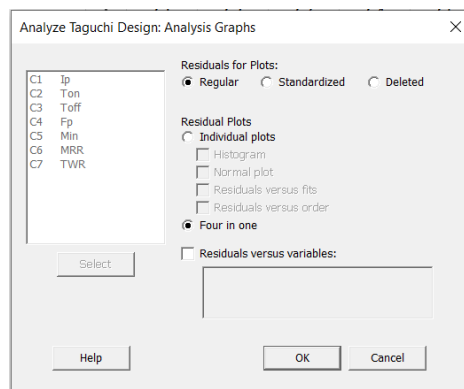 Analyze Taguchi Design: Analysis Graphs
C1 Ip
C2 Ton
C3 Toff
C4 Fp
C5 Min
C6 MRR
C7 TWR
Select
Residuals for Plots:
Regular Standardized Deleted
Residual Plots
Individual plots
Histogram
Normal plot
Residuals versus fits
Residuals versus order
Four in one
Residuals versus variables:
Help OK Cancel